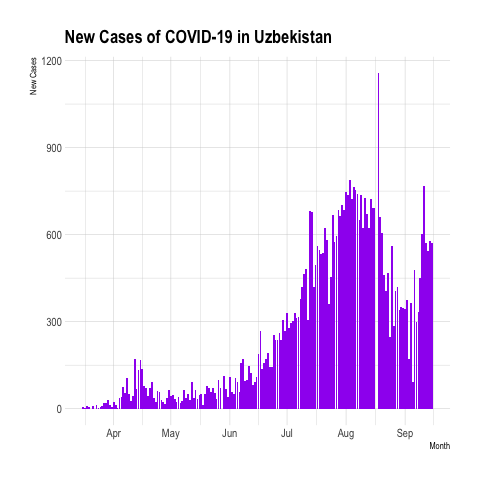 New Cases of COVID-19 in Uzbekistan
New Cases
1200
900
600
300
0
Apr May Jun Jul Aug Sep
Month